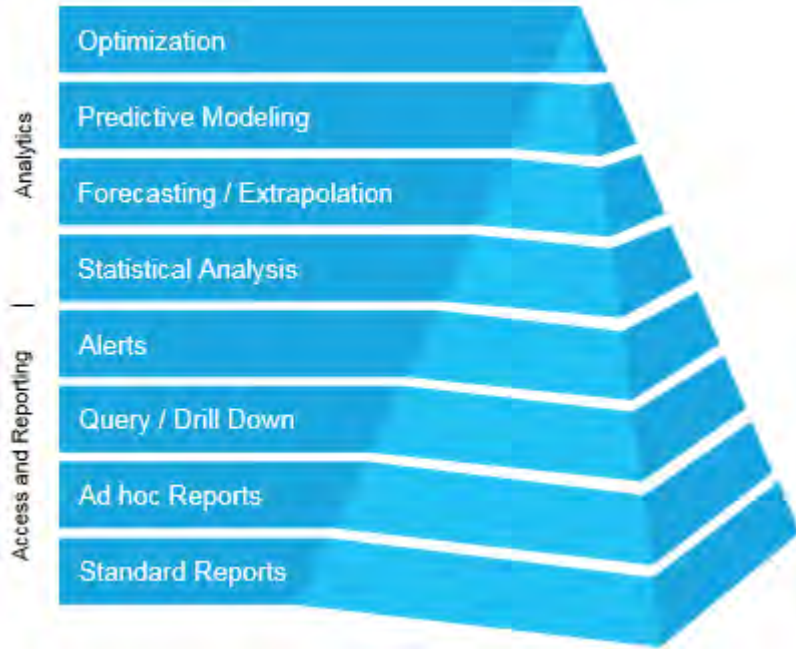 Optimization
Predictive Modeling
Forecasting / Extrapolation
Statistical Analysis
Alerts
Query / Drill Down
Ad hoc Reports
Standard Reports
Analytics
Access and Reporting